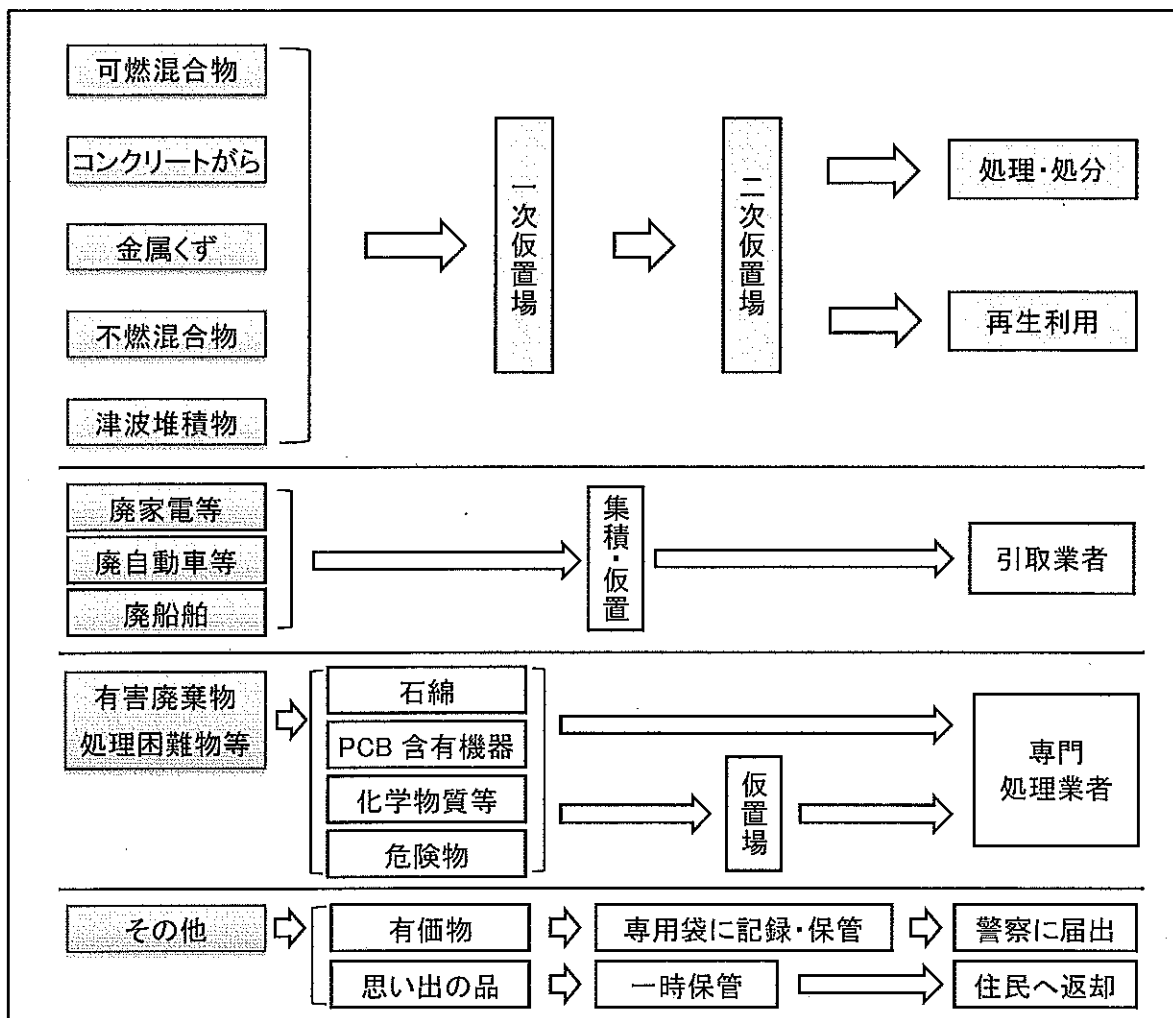 可燃混合物
コンクリートがら
金属くず
不燃混合物
津波堆積物
一次仮置場
二次仮置場
処理・処分
再生利用
廃家電等
廃自動車等
廃船舶
集積・仮置
引取業者
有害廃棄物
処理困難物等
石綿
PCB 含有機器
化学物質等
危険物
仮置場
専門
処理業者
その他
有価物
専用袋に記録・保管
警察に届出
思い出の品
一時保管
住民へ返却